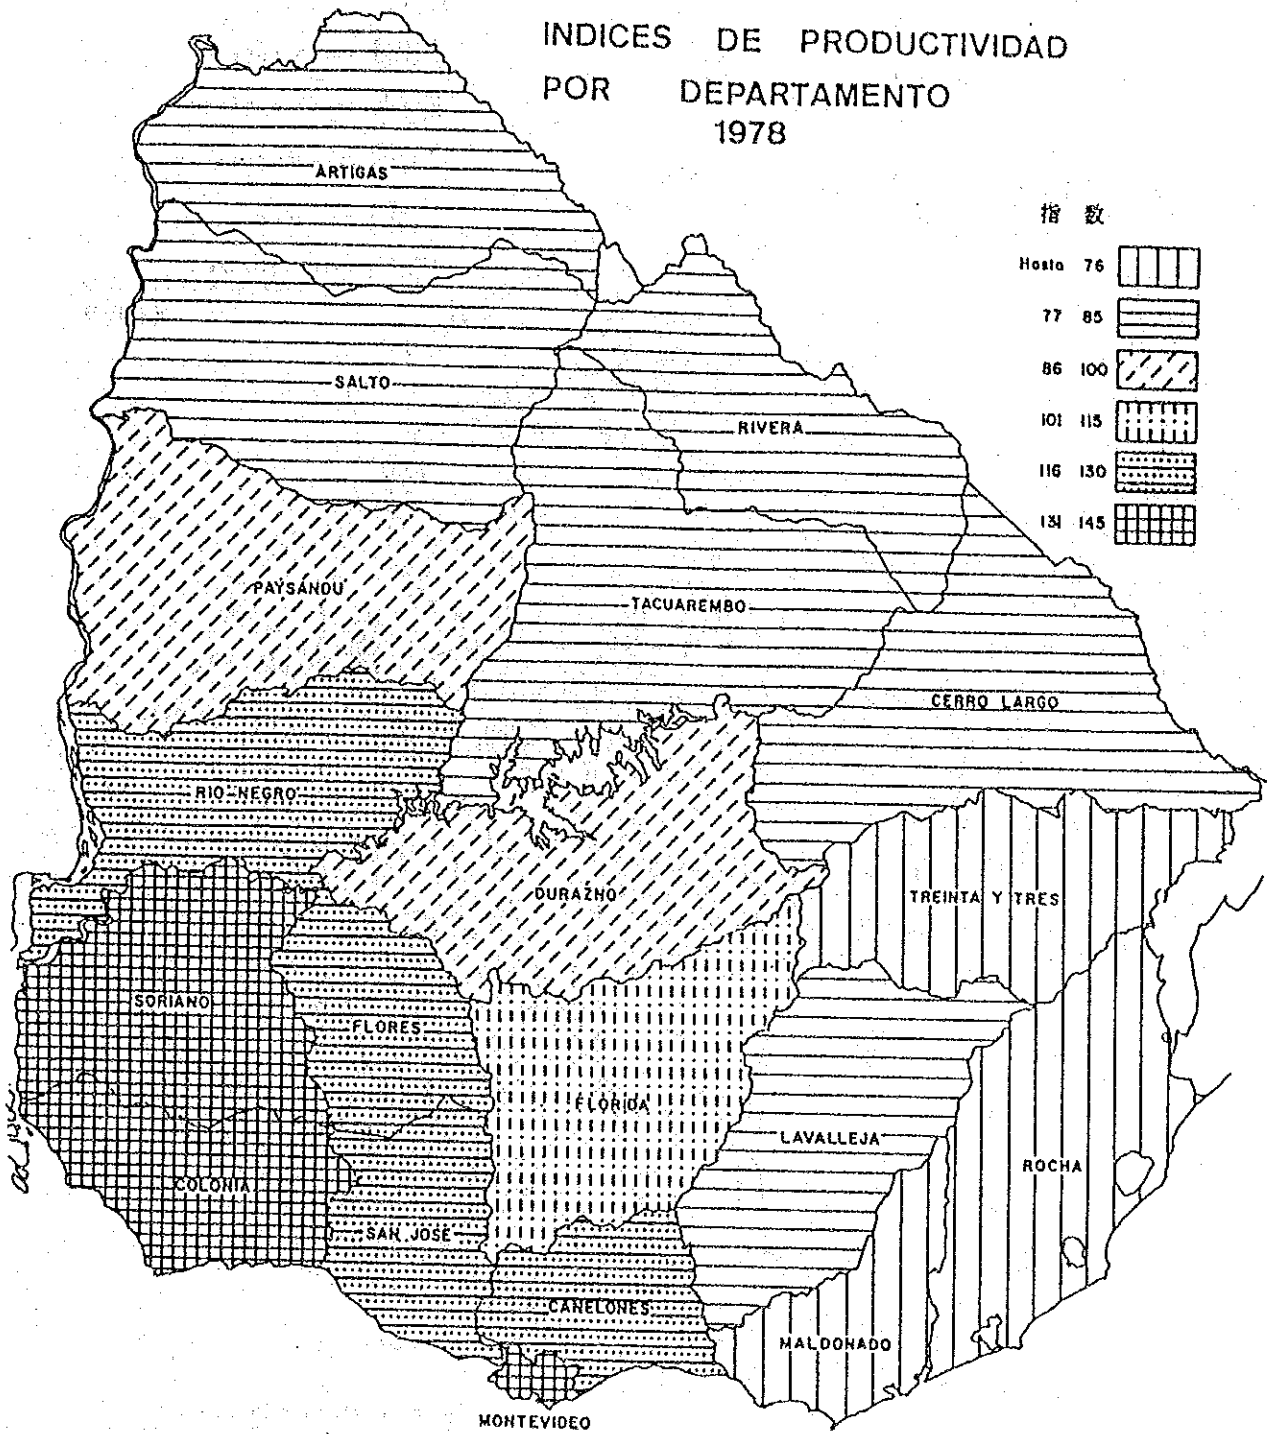 INDICES DE PRODUCTIVIDAD
POR DEPARTAMENTO
1978
指 数
Hasta 76
77 85
86 100
101 115
116 130
131 145
ARTIGAS
SALTO
RIVERA
PAYSANDU
TACUAREMBO
CERRO LARGO
RIO NEGRO
DURAZNO
TREINTA Y TRES
SORIANO
FLORES
FLORIDA
LAVALLEJA
ROCHA
COLONIA
SAN JOSE
CANELONES
MALDONADO
MONTEVIDEO